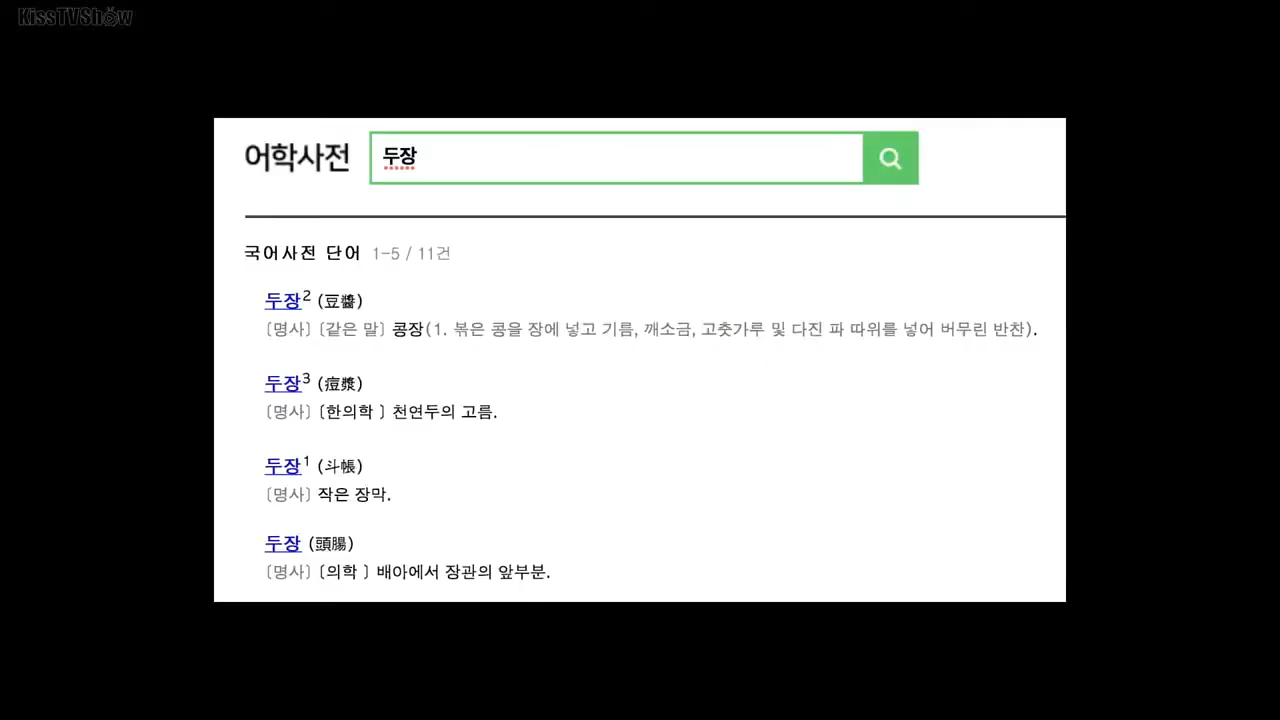 KissTVShow
어학사전 두장
국어사전 단어 1-5 / 11건
두장2 (豆醬)
[명사] [같은 말] 콩장(1. 볶은 콩을 장에 넣고 기름, 깨소금, 고춧가루 및 다진 파 따위를 넣어 버무린 반찬).
두장3 (痘漿)
[명사] [한의학 ] 천연두의 고름.
두장1 (斗帳)
[명사] 작은 장막.
두장 (頭腸)
[명사] [의학 ] 배아에서 장관의 앞부분.